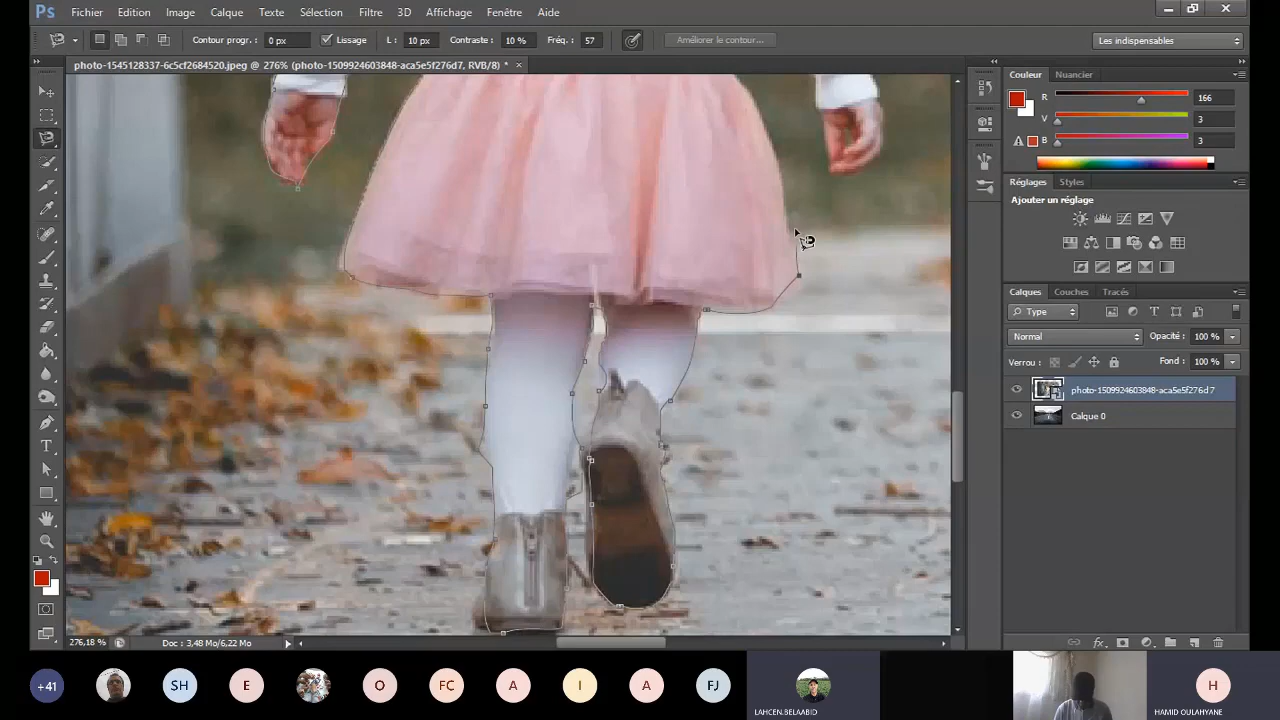 Ps Fichier Edition Image Calque Texte Sélection Filtre 3D Affichage Fenêtre Aide
Contour progr. : 0 px Lissage L : 10 px Contraste : 10 % Fréq. : 57 Améliorer le contour... Les indispensables
photo-1545128337-6c5cf2684520.jpeg @ 276% (photo-1509924603848-aca5e5f276d7, RVB/8) * ×
Couleur Nuancier
R 166
V 3
B 3
Réglages Styles
Ajouter un réglage
Calques Couches Tracés
Type
Normal Opacité : 100 %
Verrou : Fond : 100 %
photo-1509924603848-aca5e5f276d7
Calque 0
276,18 % Doc : 3,48 Mo/6,22 Mo
+41 SH E O FC A I A FJ H
LAHCEN.BELAABID HAMID OULAHYANE